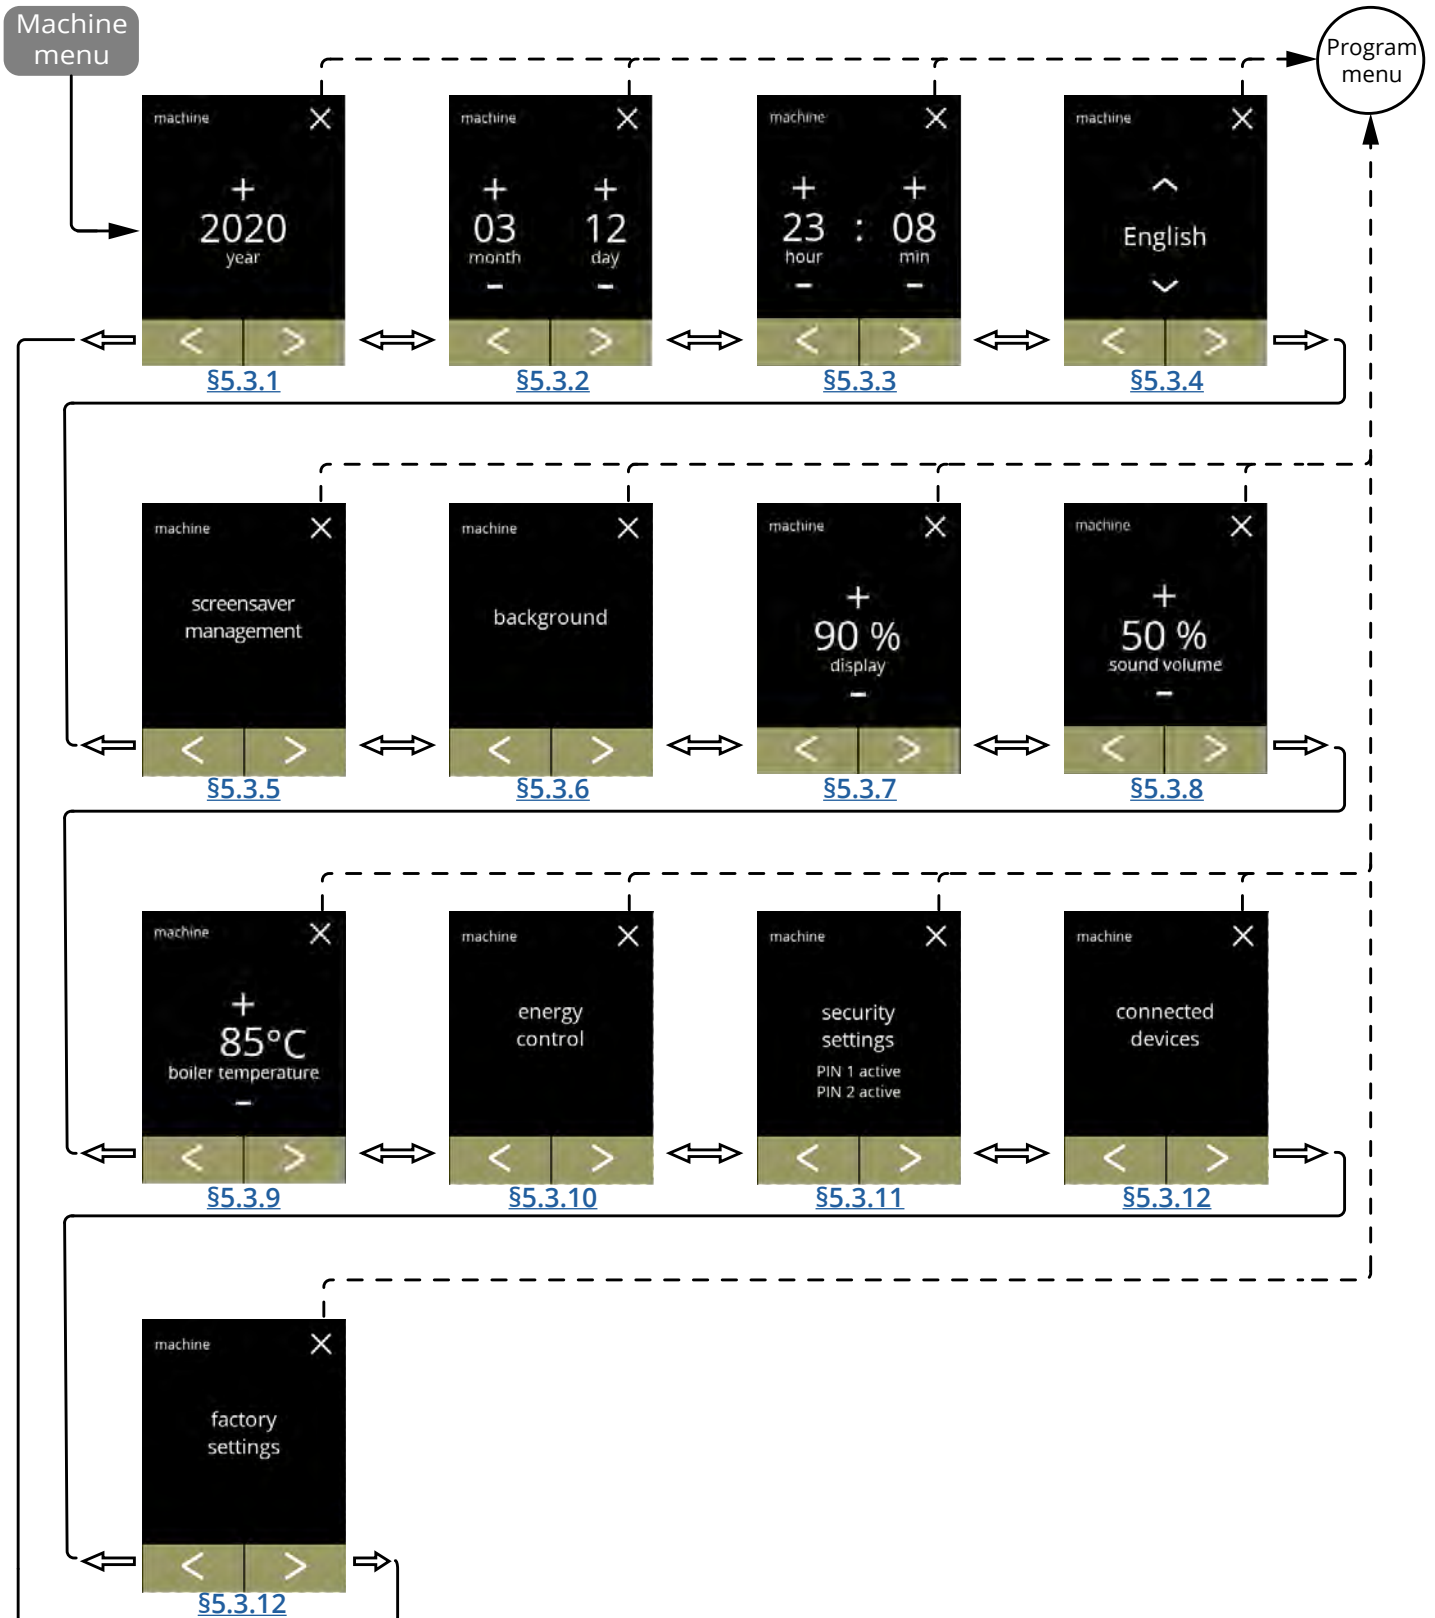 Machine
menu
Program
menu
machine
+
2020
year
< >
§5.3.1
machine
+ +
03 12
month day
- -
< >
§5.3.2
machine
+ +
23 : 08
hour min
- -
< >
§5.3.3
machine
English
< >
§5.3.4
machine
screensaver
management
< >
§5.3.5
machine
background
< >
§5.3.6
machine
+
90 %
display
-
< >
§5.3.7
machine
+
50 %
sound volume
-
< >
§5.3.8
machine
+
85°C
boiler temperature
-
< >
§5.3.9
machine
energy
control
< >
§5.3.10
machine
security
settings
PIN 1 active
PIN 2 active
< >
§5.3.11
machine
connected
devices
< >
§5.3.12
machine
factory
settings
< >
§5.3.12